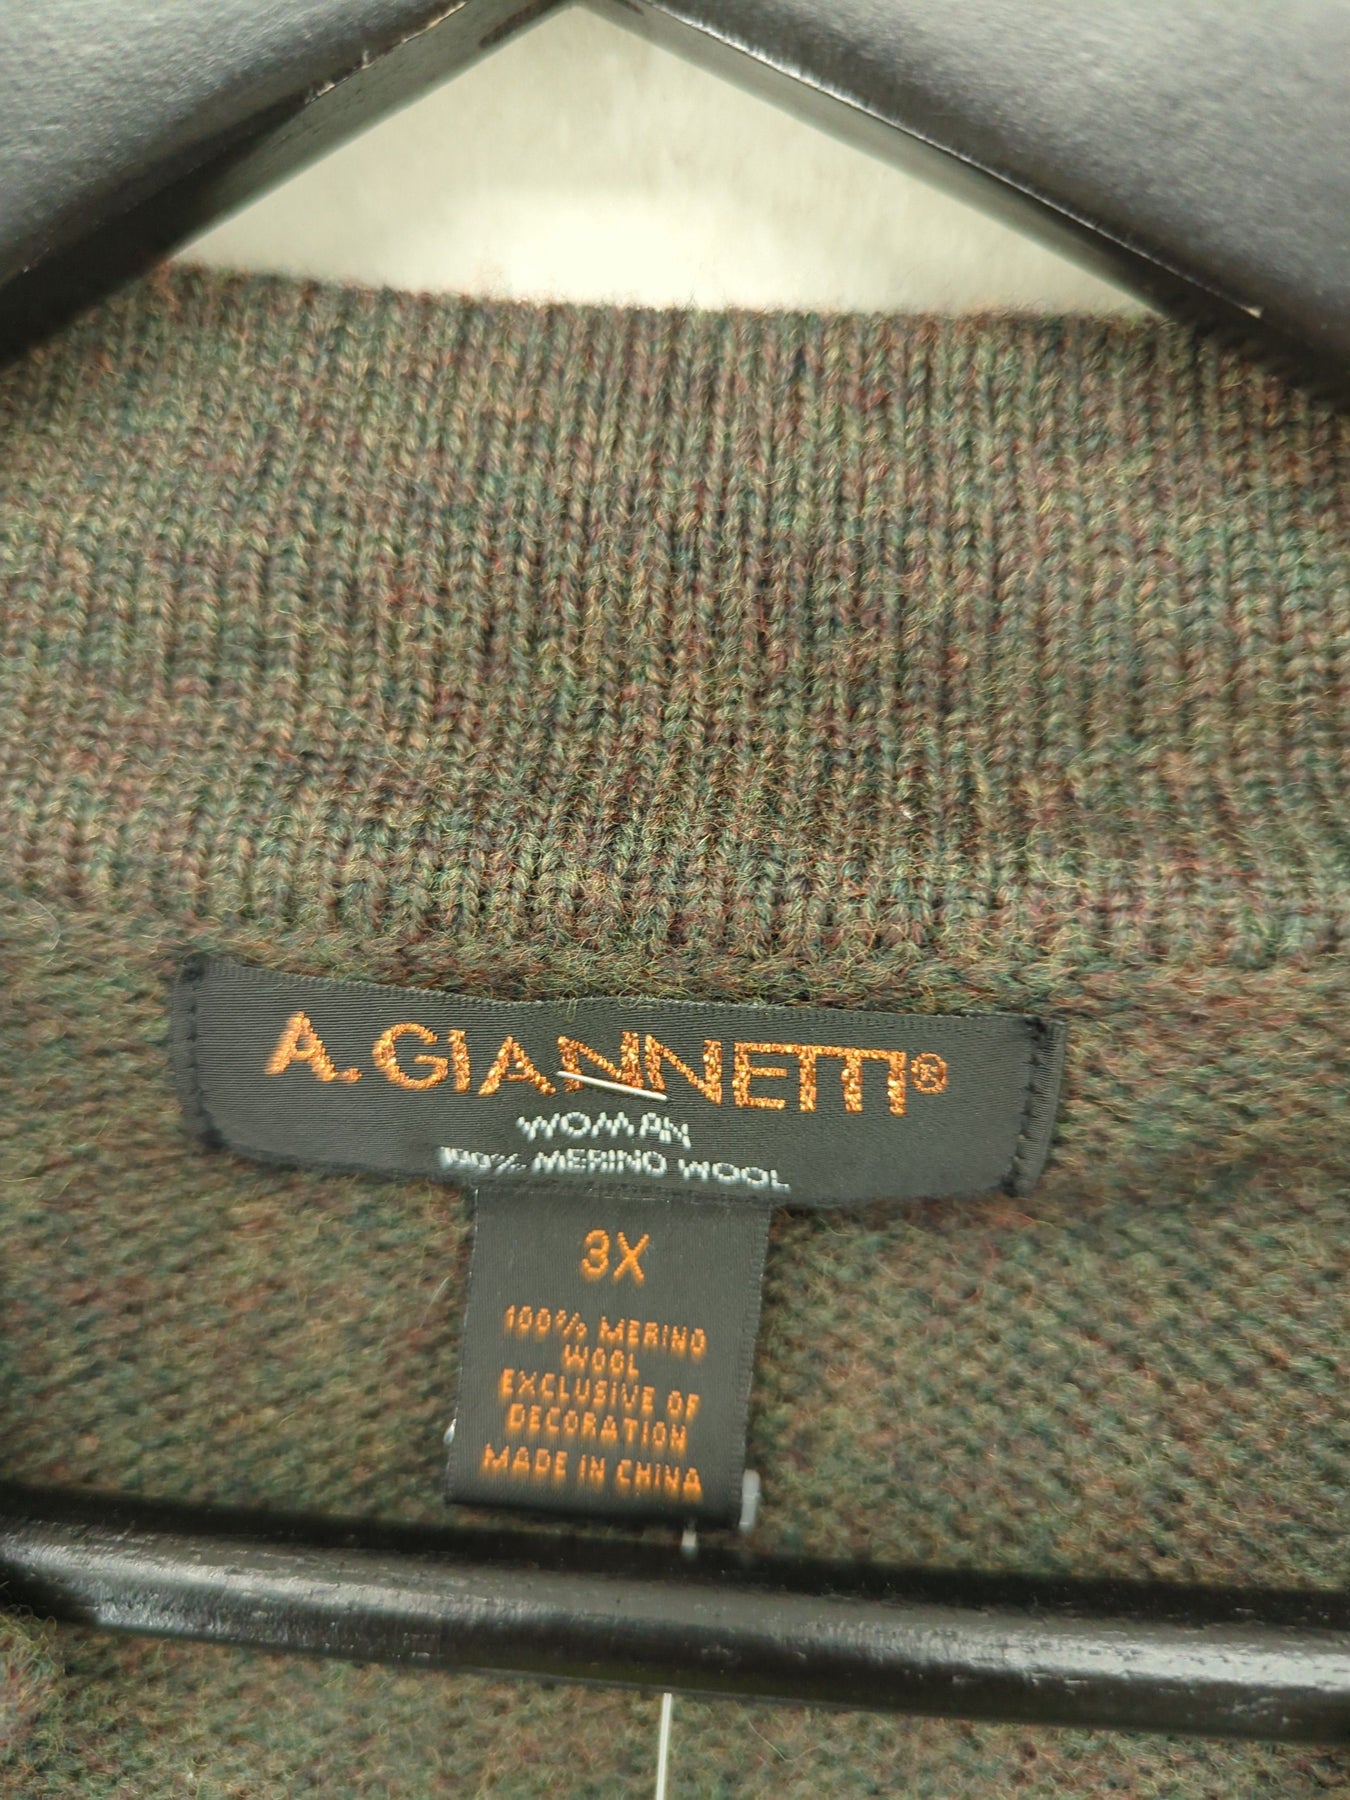 A. GIANNETTI®
WOMAN
100% MERINO WOOL
3X
100% MERINO
WOOL
EXCLUSIVE OF
DECORATION
MADE IN CHINA